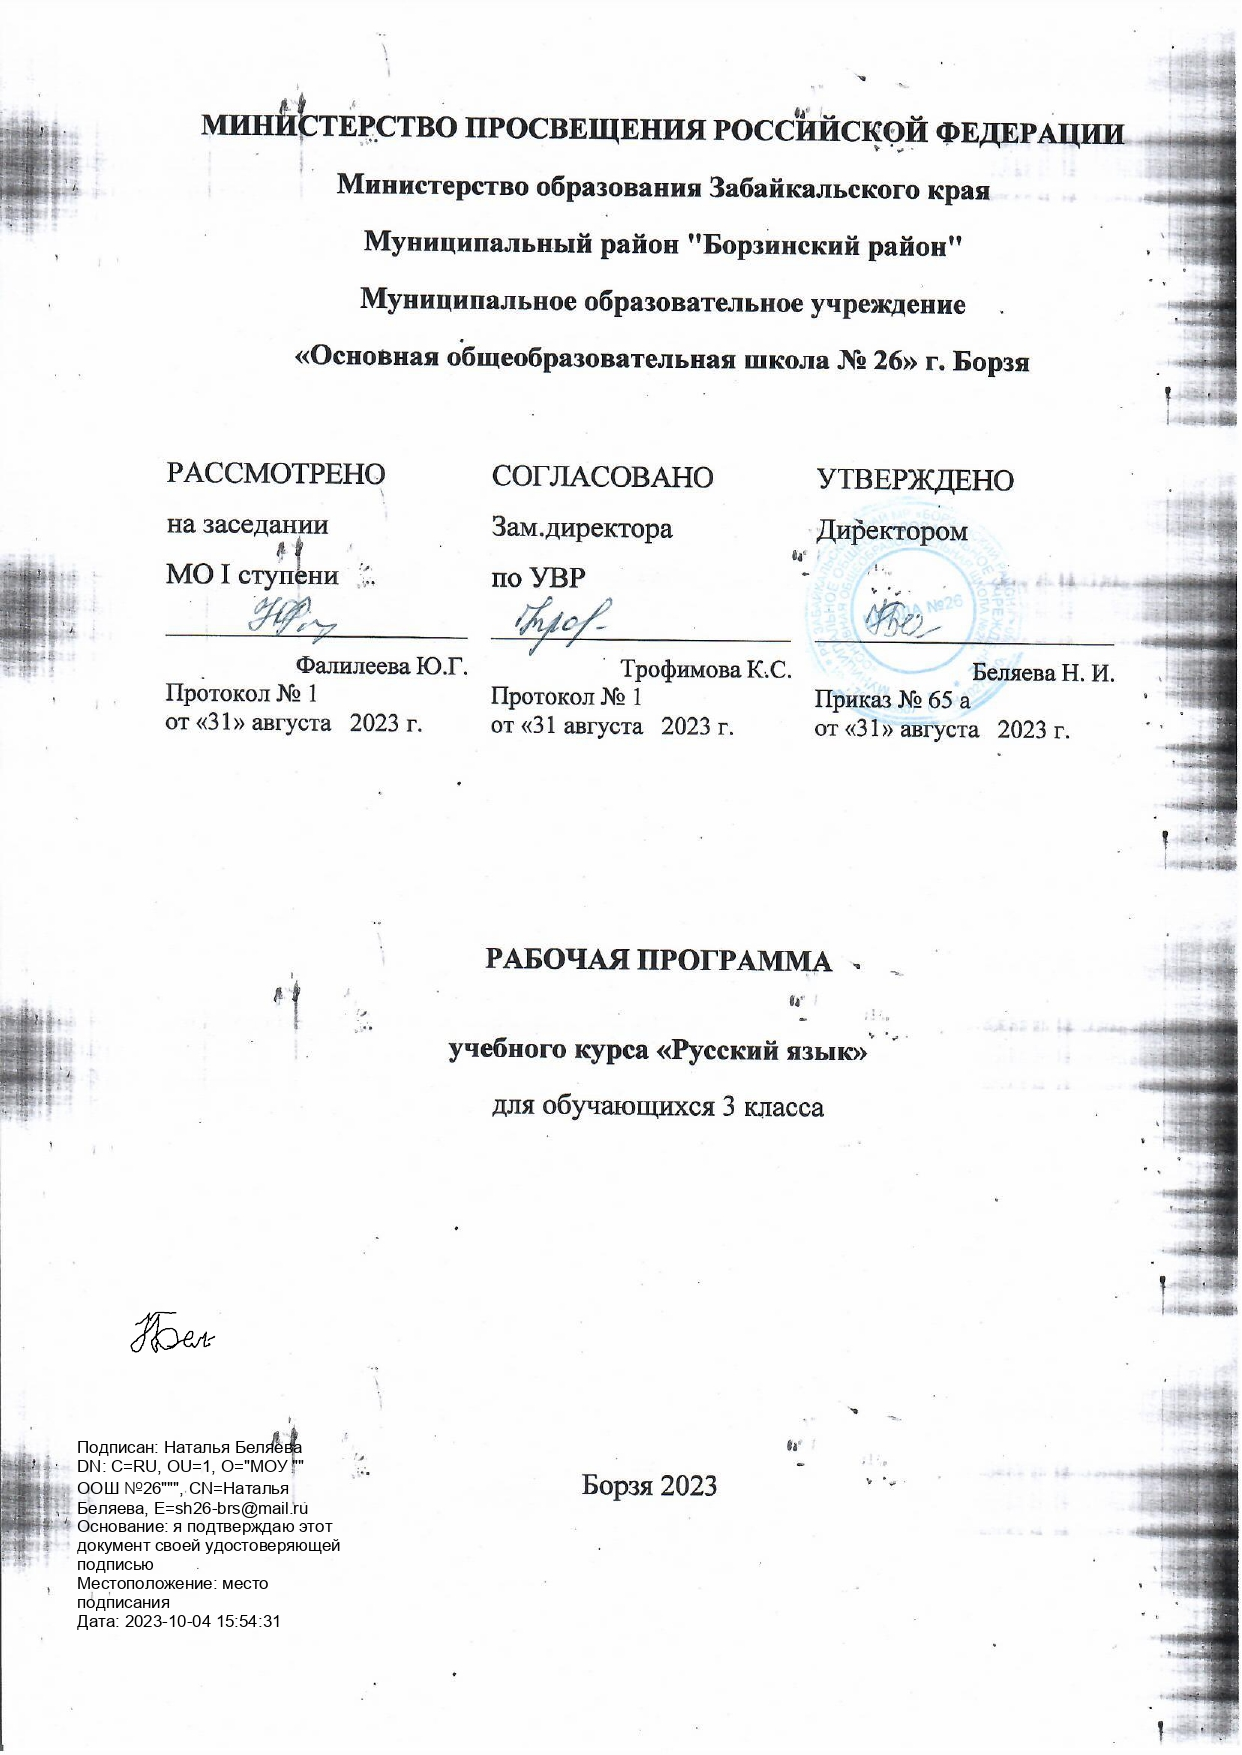 МИНИСТЕРСТВО ПРОСВЕЩЕНИЯ РОССИЙСКОЙ ФЕДЕРАЦИИ
Министерство образования Забайкальского края
Муниципальный район "Борзинский район"
Муниципальное образовательное учреждение
«Основная общеобразовательная школа № 26» г. Борзя
РАССМОТРЕНО
на заседании
МО I ступени
Фалилеева Ю.Г.
Протокол № 1
от «31» августа 2023 г.
СОГЛАСОВАНО
Зам.директора
по УВР
Трофимова К.С.
Протокол № 1
от «31 августа 2023 г.
УТВЕРЖДЕНО
Директором
Беляева Н. И.
Приказ № 65 а
от «31» августа 2023 г.
РАБОЧАЯ ПРОГРАММА
учебного курса «Русский язык»
для обучающихся 3 класса
Борзя 2023
Подписан: Наталья Беляева
DN: C=RU, OU=1, O="МОУ ""
ООШ №26""", CN=Наталья
Беляева, E=sh26-brs@mail.ru
Основание: я подтверждаю этот
документ своей удостоверяющей
подписью
Местоположение: место
подписания
Дата: 2023-10-04 15:54:31